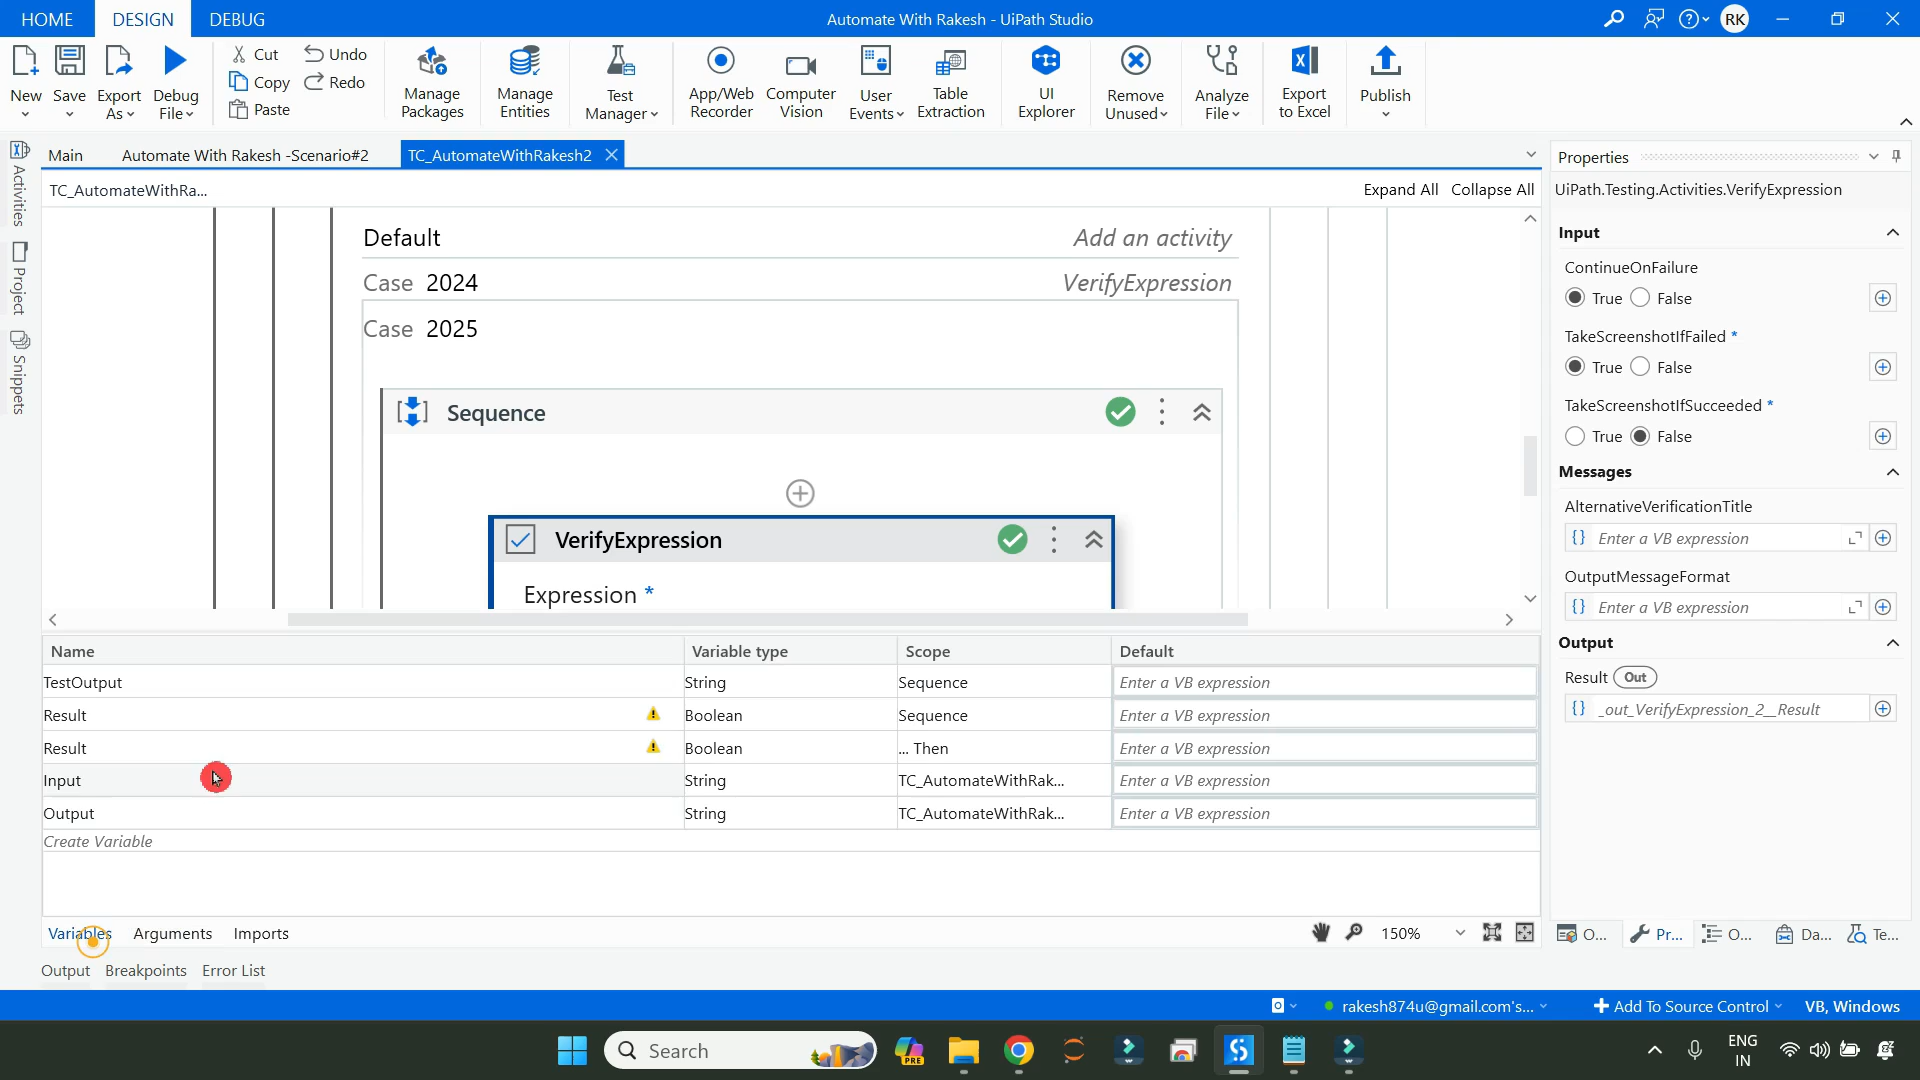 HOME
DESIGN
DEBUG
Automate With Rakesh - UiPath Studio
RK
New
Save
Export As
Debug File
Cut
Copy
Paste
Undo
Redo
Manage Packages
Manage Entities
Test Manager
App/Web Recorder
Computer Vision
User Events
Table Extraction
UI Explorer
Remove Unused
Analyze File
Export to Excel
Publish
Main
Automate With Rakesh -Scenario#2
TC_AutomateWithRakesh2
TC_AutomateWithRa...
Expand All
Collapse All
Activities
Project
Snippets
Default
Add an activity
Case 2024
VerifyExpression
Case 2025
Sequence
VerifyExpression
Expression *
Name
Variable type
Scope
Default
TestOutput
String
Sequence
Enter a VB expression
Result
Boolean
Sequence
Enter a VB expression
Result
Boolean
... Then
Enter a VB expression
Input
String
TC_AutomateWithRak...
Enter a VB expression
Output
String
TC_AutomateWithRak...
Enter a VB expression
Create Variable
Variables
Arguments
Imports
150%
Output
Breakpoints
Error List
Properties
UiPath.Testing.Activities.VerifyExpression
Input
ContinueOnFailure
True
False
TakeScreenshotIfFailed *
True
False
TakeScreenshotIfSucceeded *
True
False
Messages
AlternativeVerificationTitle
Enter a VB expression
OutputMessageFormat
Enter a VB expression
Output
Result Out
_out_VerifyExpression_2__Result
O...
Pr...
O...
Da...
Te...
rakesh874u@gmail.com's...
Add To Source Control
VB, Windows
Search
PRE
ENG
IN